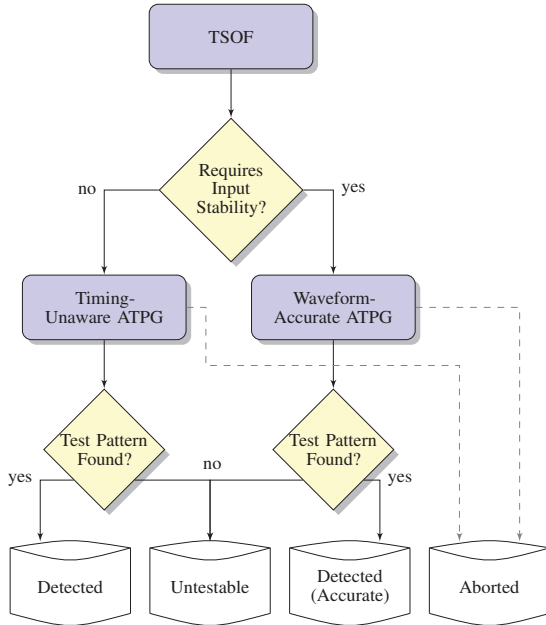 TSOF
Requires
Input
Stability?
no
yes
Timing-
Unaware ATPG
Waveform-
Accurate ATPG
Test Pattern
Found?
Test Pattern
Found?
yes
no
yes
Detected
Untestable
Detected
(Accurate)
Aborted